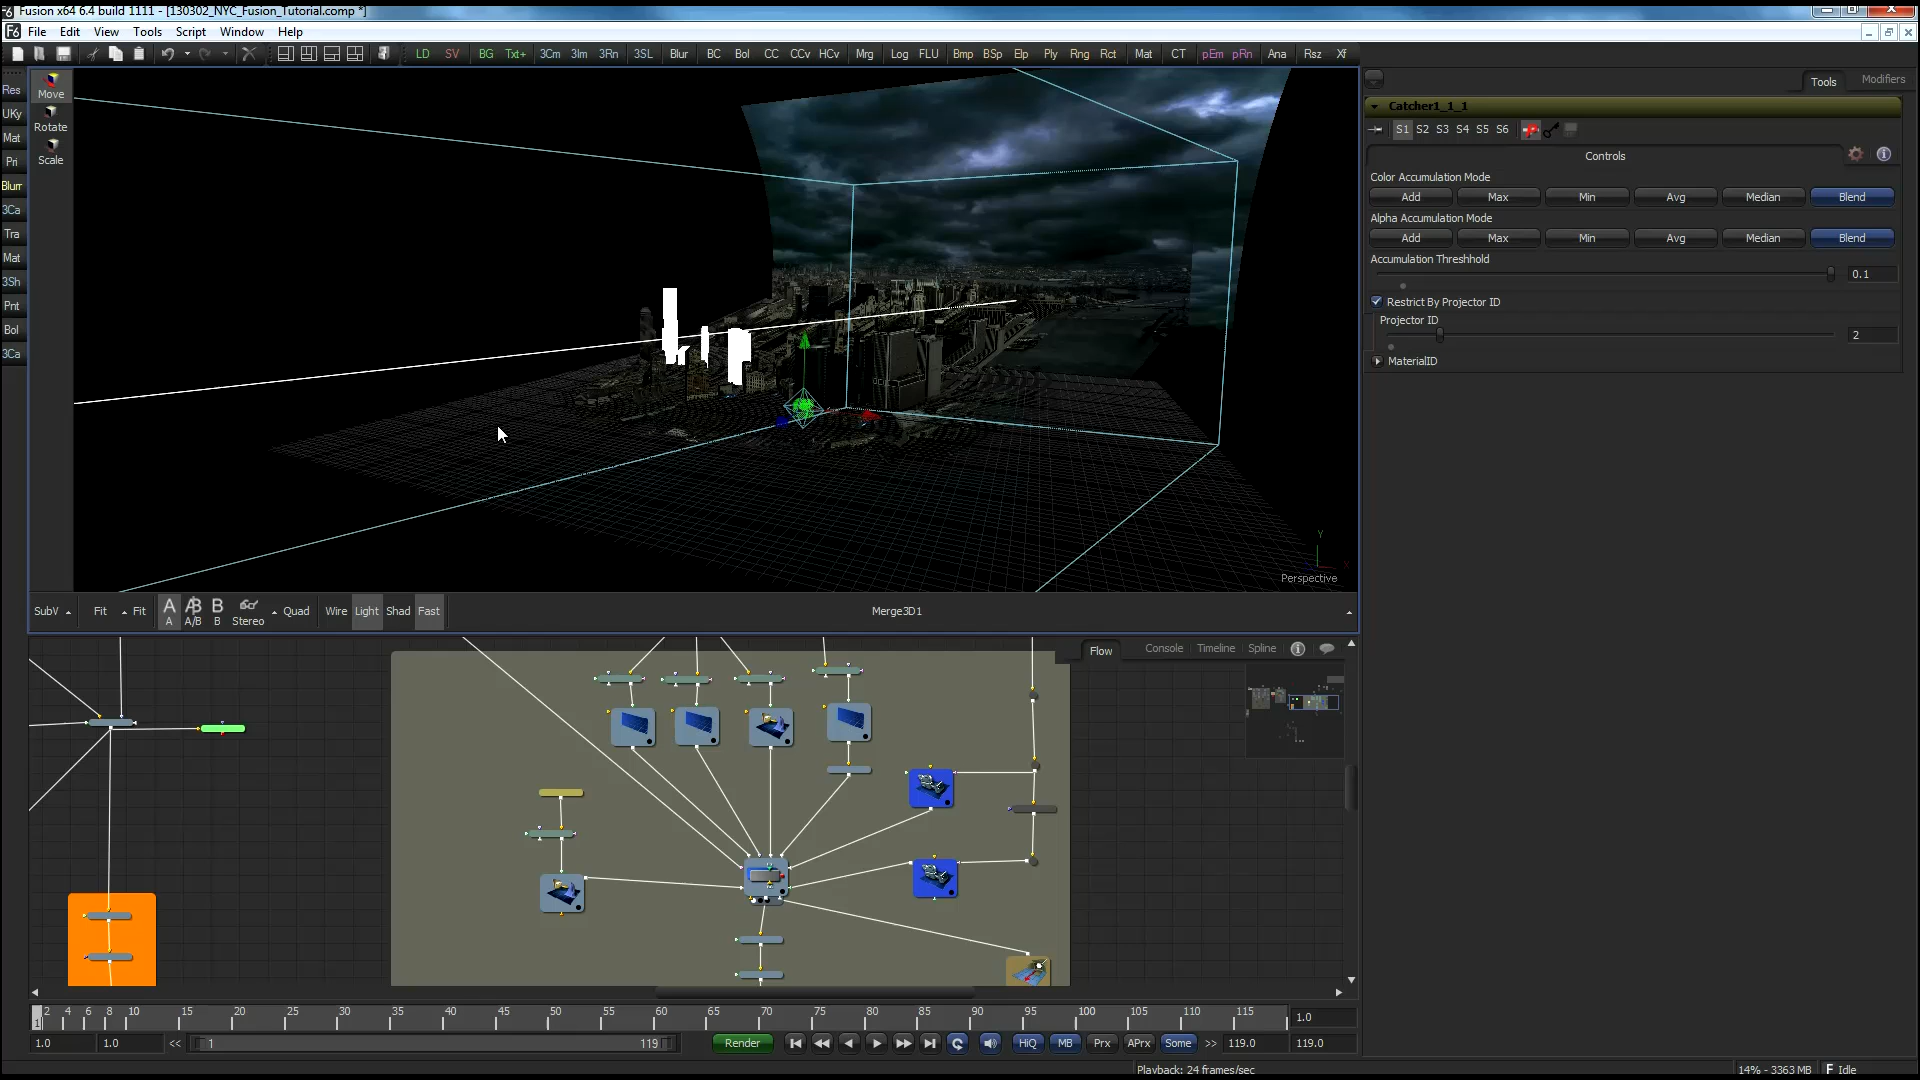 Fusion x64 6.4 build 1111 - [130302_NYC_Fusion_Tutorial.comp *]
File Edit View Tools Script Window Help
LD SV BG Txt+ 3Cm 3Im 3Rn 3SL Blur BC Bol CC CCv HCv Mrg Log FLU Bmp BSp Elp Ply Rng Rct Mat CT pEm pRn Ana Rsz Xf
Res
UKy
Mat
Pri
Blurr
3Ca
Tra
Mat
3Sh
Pnt
Bol
3Ca
Move
Rotate
Scale
Y
X
Perspective
SubV Fit Fit A A A/B A/B B B Stereo Quad Wire Light Shad Fast Merge3D1
Tools Modifiers
Catcher1_1_1
S1 S2 S3 S4 S5 S6
Controls
Color Accumulation Mode
Add Max Min Avg Median Blend
Alpha Accumulation Mode
Add Max Min Avg Median Blend
Accumulation Threshhold
0.1
Restrict By Projector ID
Projector ID
2
MaterialID
Flow Console Timeline Spline
1 2 4 6 8 10 15 20 25 30 35 40 45 50 55 60 65 70 75 80 85 90 95 100 105 110 115 1.0
1.0 1.0 << 1 119 Render HiQ MB Prx APrx Some >> 119.0 119.0
Playback: 24 frames/sec 14% - 3363 MB Idle